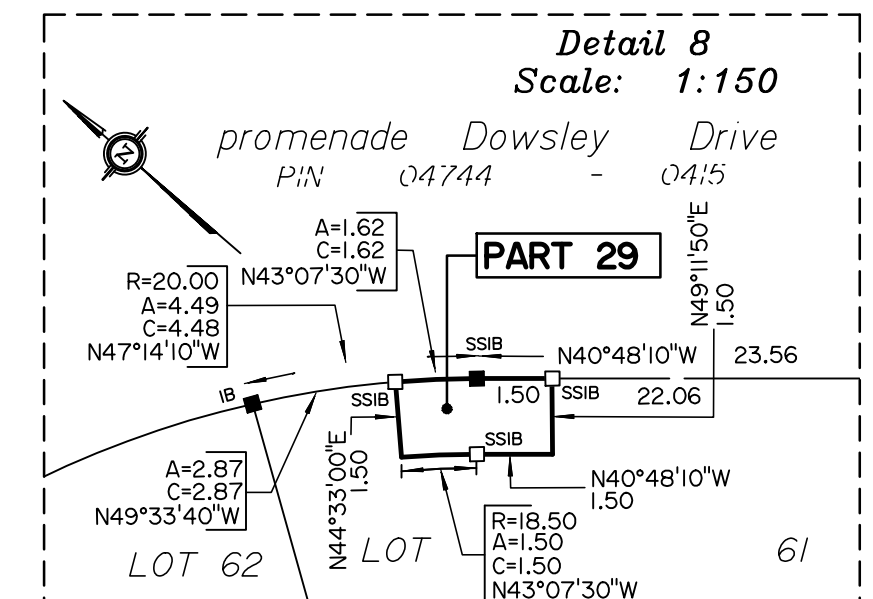 Detail 8
Scale: 1:150
promenade Dowsley Drive
PIN 04744 - 0415
N
A=1.62
C=1.62
N43°07'30"W
PART 29
N49°11'50"E
1.50
R=20.00
A=4.49
C=4.48
N47°14'10"W
SSIB
N40°48'10"W 23.56
IB
SSIB
1.50
SSIB
22.06
N44°33'00"E
1.50
SSIB
A=2.87
C=2.87
N49°33'40"W
N40°48'10"W
1.50
R=18.50
A=1.50
C=1.50
N43°07'30"W
LOT 62
LOT 61